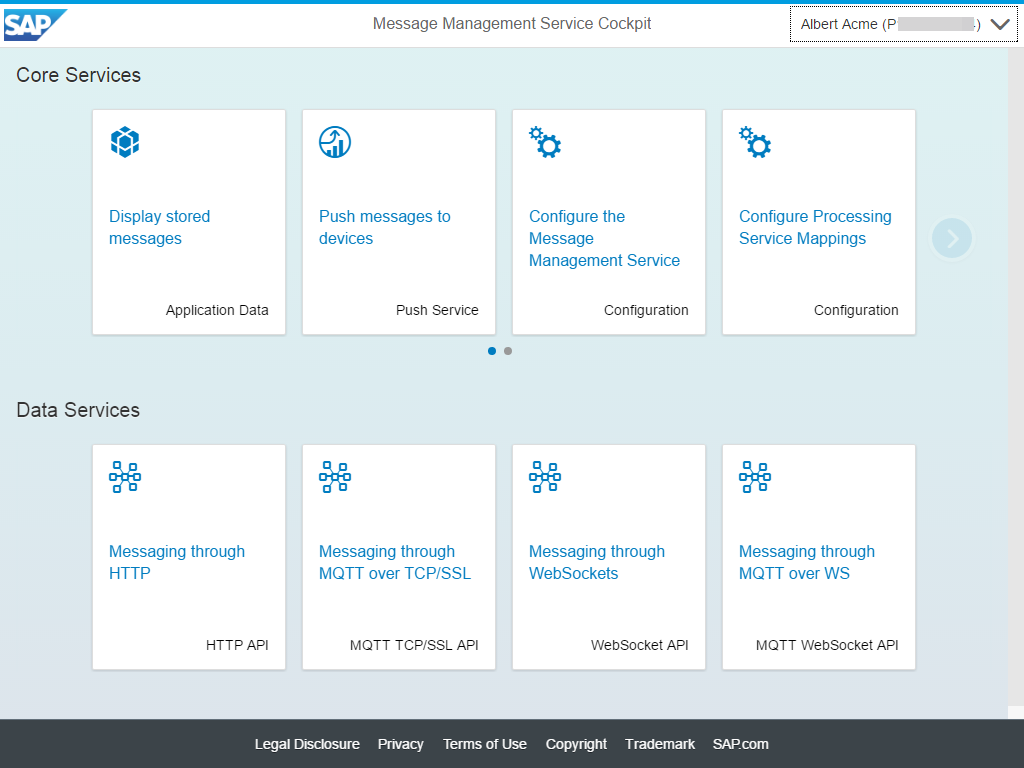 SAP
Message Management Service Cockpit
Albert Acme (P
)
Core Services
Display stored
messages
Application Data
Push messages to
devices
Push Service
Configure the
Message
Management Service
Configuration
Configure Processing
Service Mappings
Configuration
Data Services
Messaging through
HTTP
HTTP API
Messaging through
MQTT over TCP/SSL
MQTT TCP/SSL API
Messaging through
WebSockets
WebSocket API
Messaging through
MQTT over WS
MQTT WebSocket API
Legal Disclosure Privacy Terms of Use Copyright Trademark SAP.com